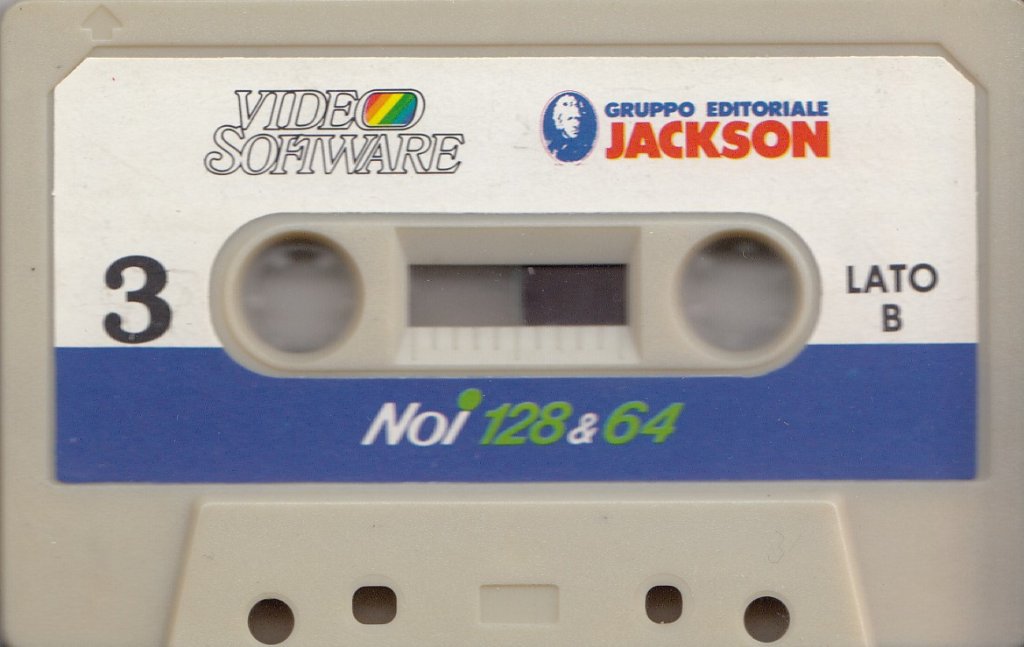 VIDEO
SOFTWARE
GRUPPO EDITORIALE
JACKSON
3
LATO
B
Noi 128 & 64